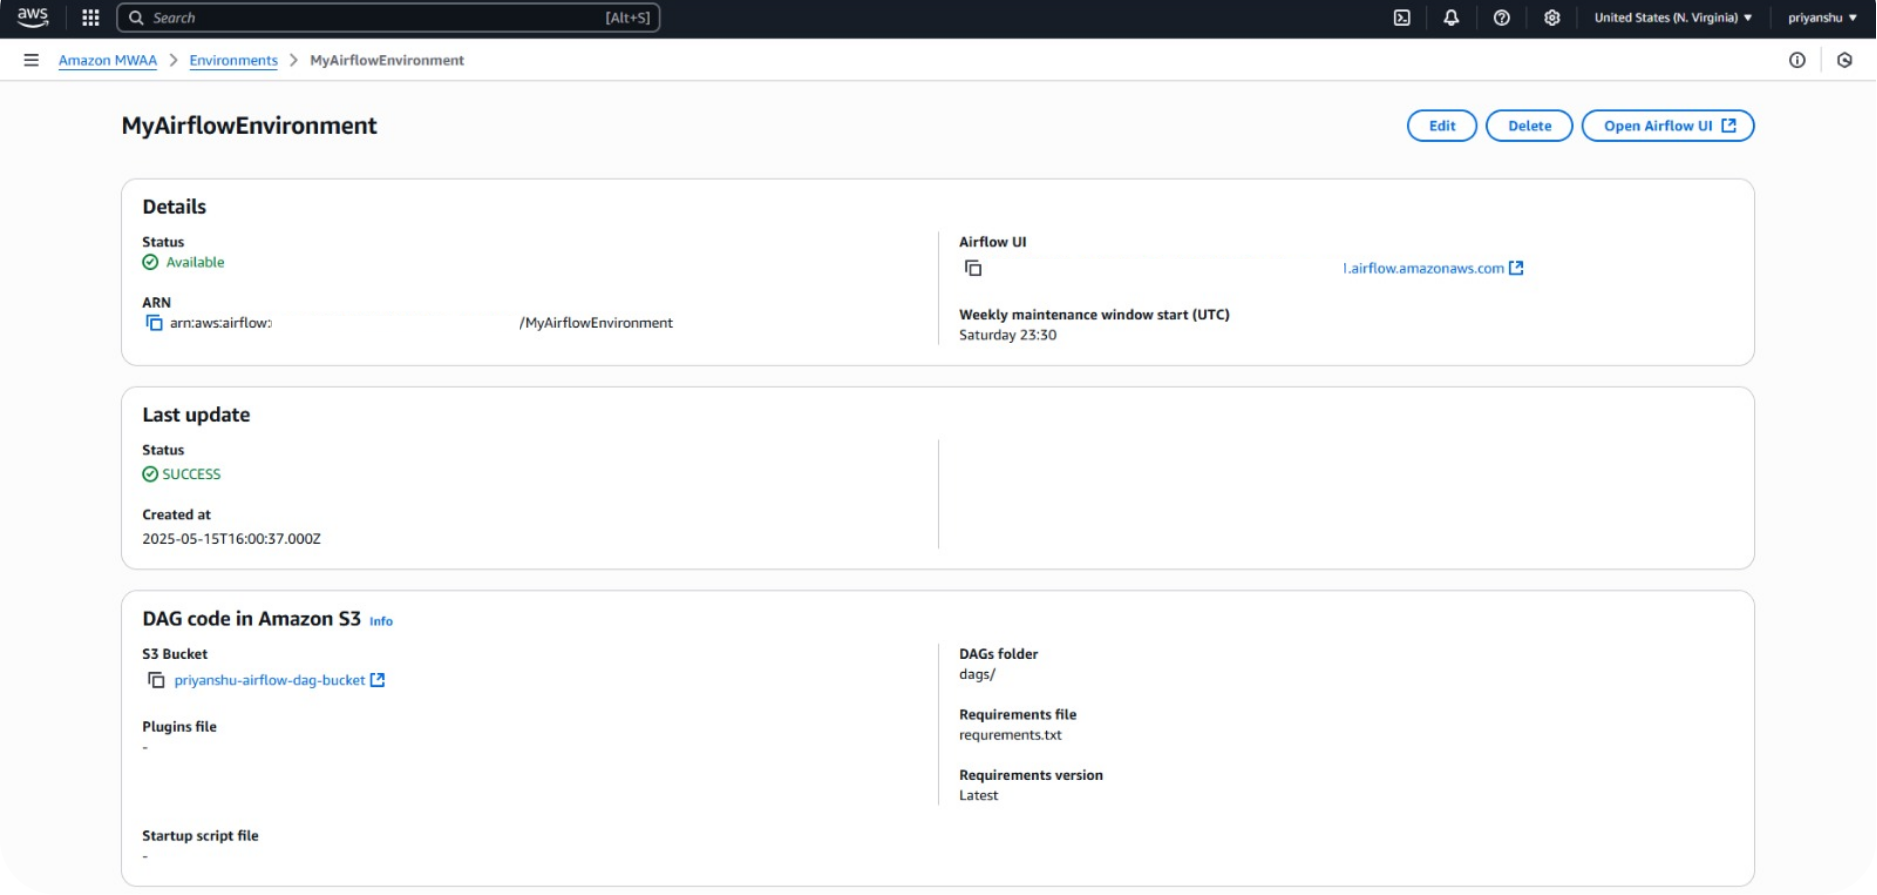 aws Search [Alt+S] United States (N. Virginia) ▼ priyanshu ▼
Amazon MWAA > Environments > MyAirflowEnvironment
MyAirflowEnvironment Edit Delete Open Airflow UI
Details
Status
Available
ARN
arn:aws:airflow: /MyAirflowEnvironment
Airflow UI
.airflow.amazonaws.com
Weekly maintenance window start (UTC)
Saturday 23:30
Last update
Status
SUCCESS
Created at
2025-05-15T16:00:37.000Z
DAG code in Amazon S3 Info
S3 Bucket
priyanshu-airflow-dag-bucket
Plugins file
-
DAGs folder
dags/
Requirements file
requrements.txt
Requirements version
Latest
Startup script file
-